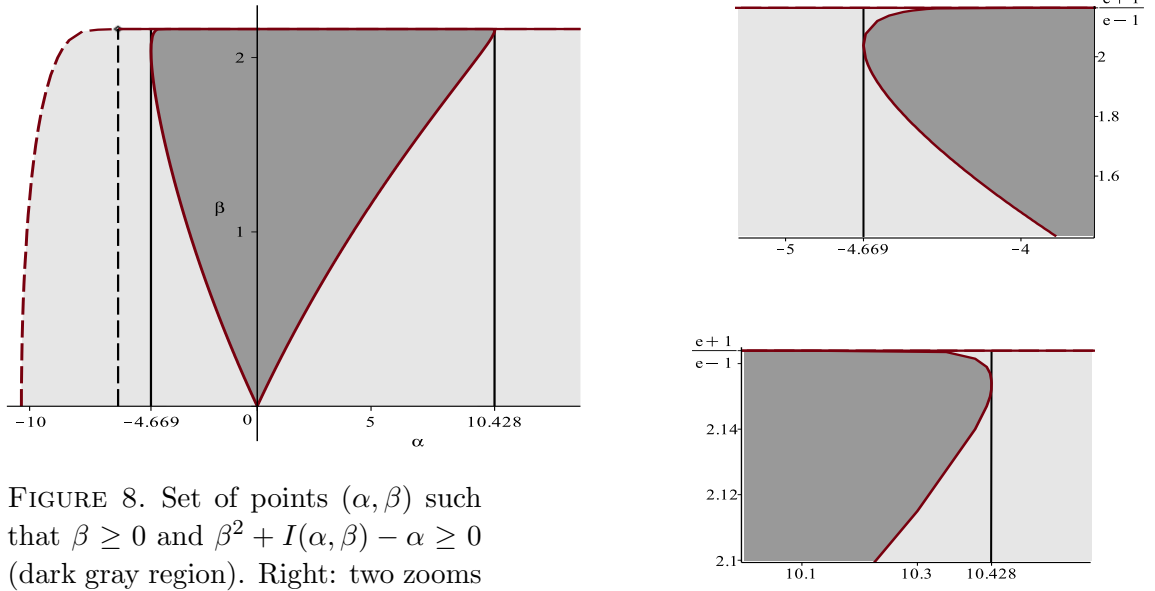 2
β
1
-10
-4.669
0
5
10.428
α
e + 1
e - 1
2
1.8
1.6
-5
-4.669
-4
e + 1
e - 1
2.14
2.12
2.1
10.1
10.3
10.428
FIGURE 8. Set of points (α, β) such
that β ≥ 0 and β² + I(α, β) − α ≥ 0
(dark gray region). Right: two zooms